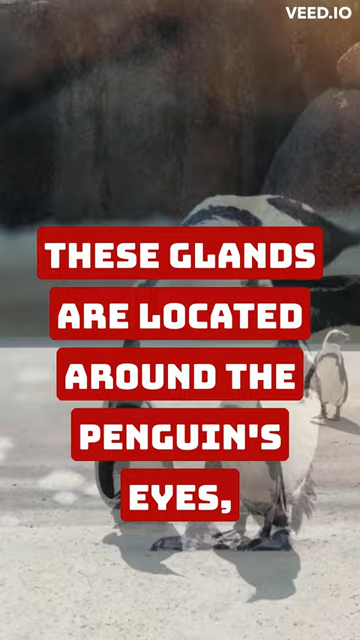 VEED.IO
THESE GLANDS
ARE LOCATED
AROUND THE
PENGUIN'S
EYES,